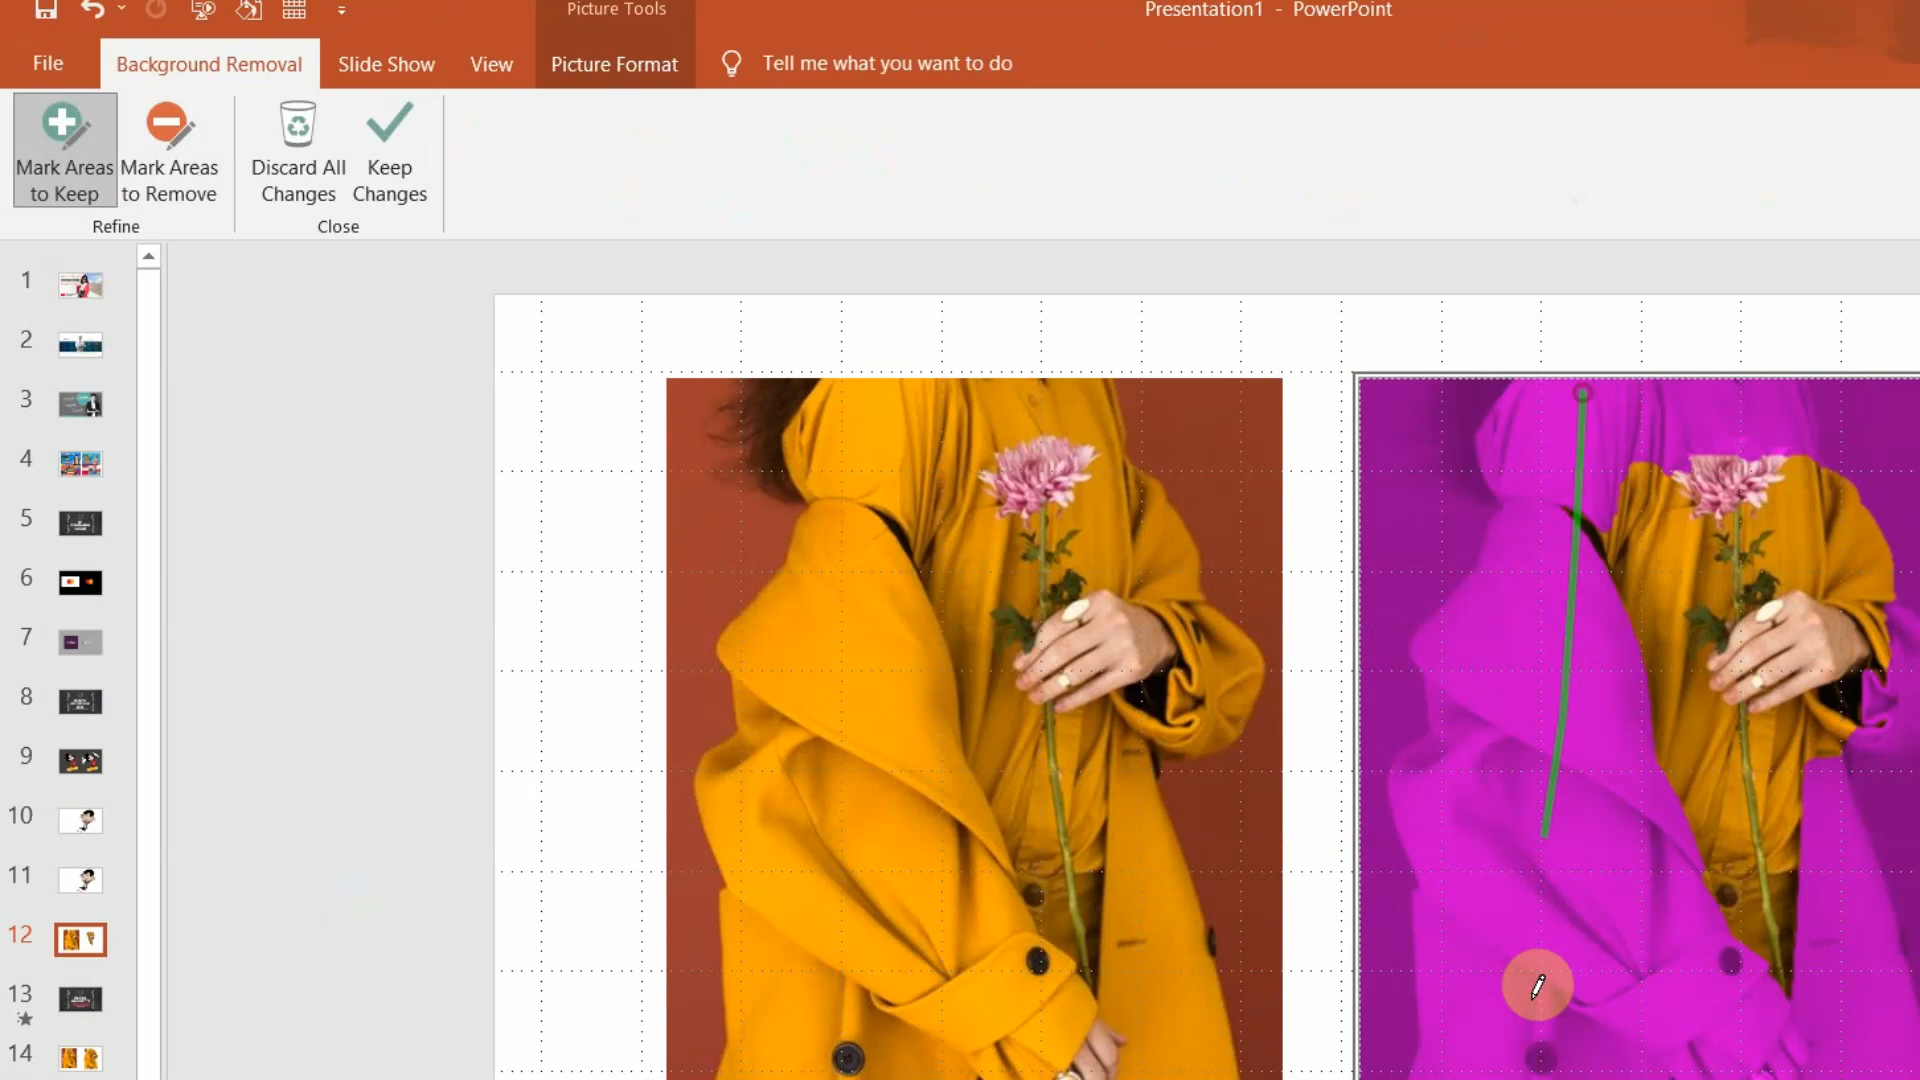 Picture Tools
Presentation1 - PowerPoint
File
Background Removal
Slide Show
View
Picture Format
Tell me what you want to do
Mark Areas to Keep
Mark Areas to Remove
Discard All Changes
Keep Changes
Refine
Close
1
2
3
4
5
6
7
8
9
10
11
12
13
14